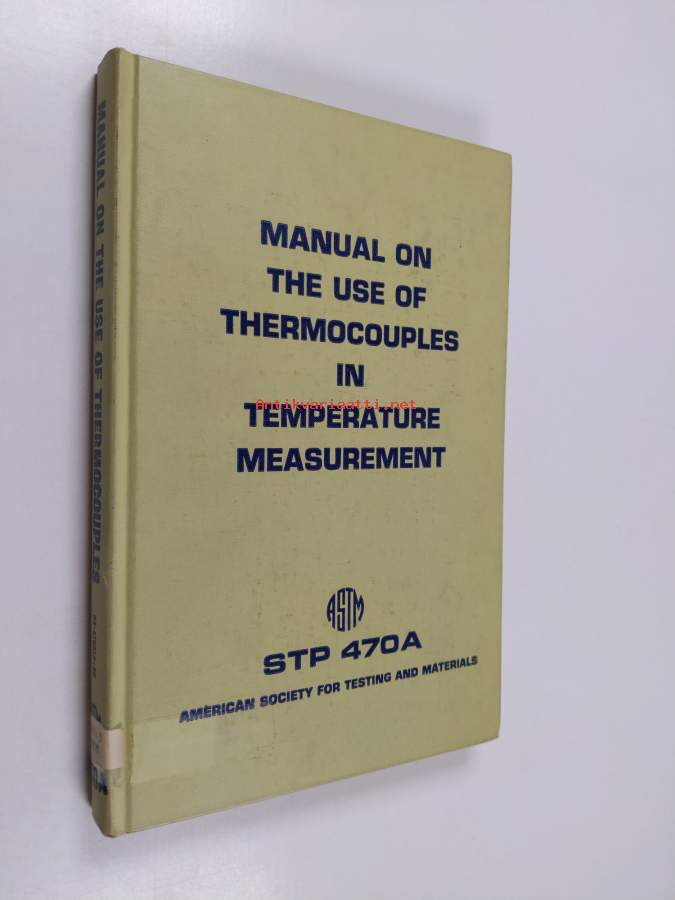 MANUAL ON
THE USE OF
THERMOCOUPLES
IN
Antikvariaatti.net
TEMPERATURE
MEASUREMENT
ASTM
STP 470A
AMERICAN SOCIETY FOR TESTING AND MATERIALS
MANUAL ON THE USE OF THERMOCOUPLES